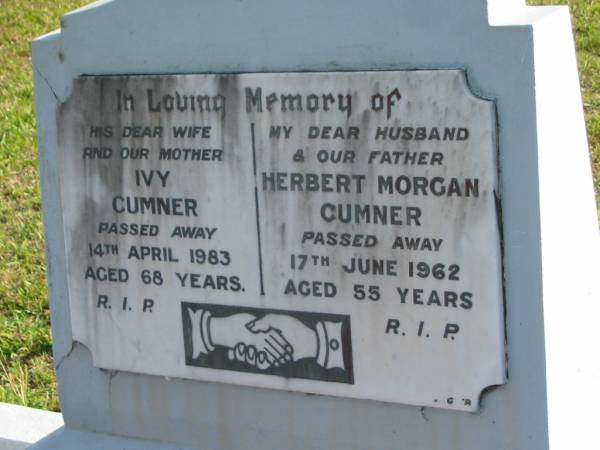 In Loving Memory of
HIS DEAR WIFE
AND OUR MOTHER
IVY
CUMNER
PASSED AWAY
14TH APRIL 1983
AGED 68 YEARS.
R. I. P.
MY DEAR HUSBAND
& OUR FATHER
HERBERT MORGAN
CUMNER
PASSED AWAY
17TH JUNE 1962
AGED 55 YEARS
R. I. P.